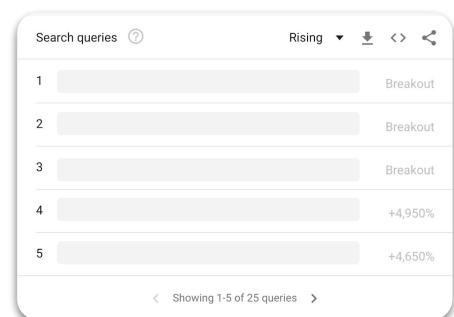 Search queries ? Rising
1 Breakout
2 Breakout
3 Breakout
4 +4,950%
5 +4,650%
Showing 1-5 of 25 queries